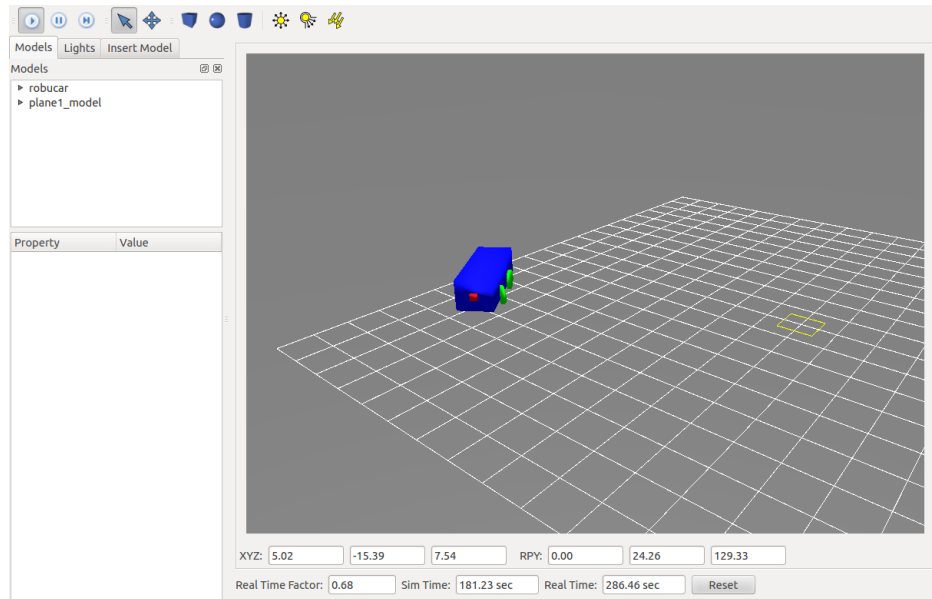 Models Lights Insert Model
Models
robucar
plane1_model
Property Value
XYZ: 5.02 -15.39 7.54 RPY: 0.00 24.26 129.33
Real Time Factor: 0.68 Sim Time: 181.23 sec Real Time: 286.46 sec Reset